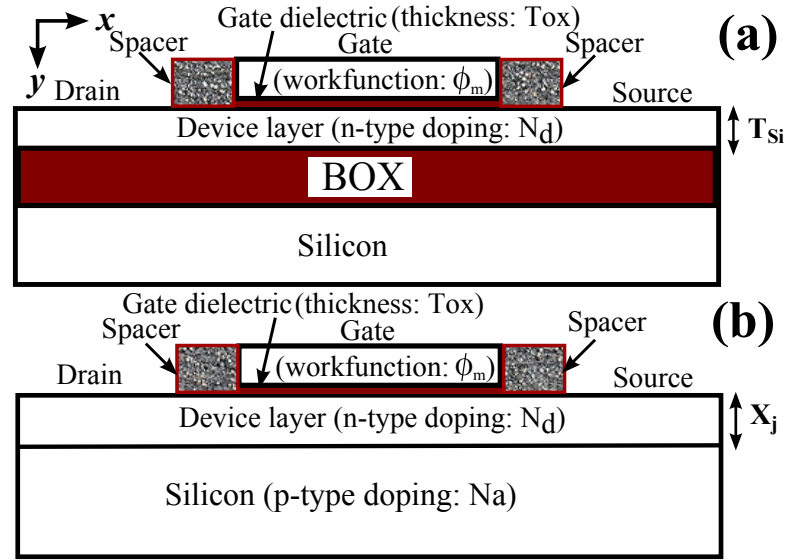 x
y
Gate dielectric (thickness: Tox)
(a)
Spacer
Gate
Spacer
Drain
(workfunction: ϕm)
Source
Device layer (n-type doping: Nd)
TSi
BOX
Silicon
Gate dielectric (thickness: Tox)
(b)
Spacer
Gate
Spacer
Drain
(workfunction: ϕm)
Source
Device layer (n-type doping: Nd)
Xj
Silicon (p-type doping: Na)